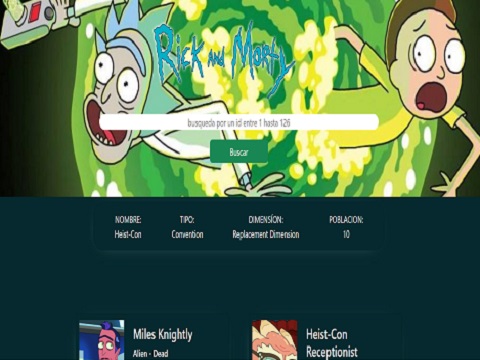 Rick and Morty
busqueda por un id entre 1 hasta 126
Buscar
NOMBRE: TIPO: DIMENSÍON: POBLACION:
Heist-Con Convention Replacement Dimension 10
Miles Knightly
Alien - Dead
Heist-Con
Receptionist